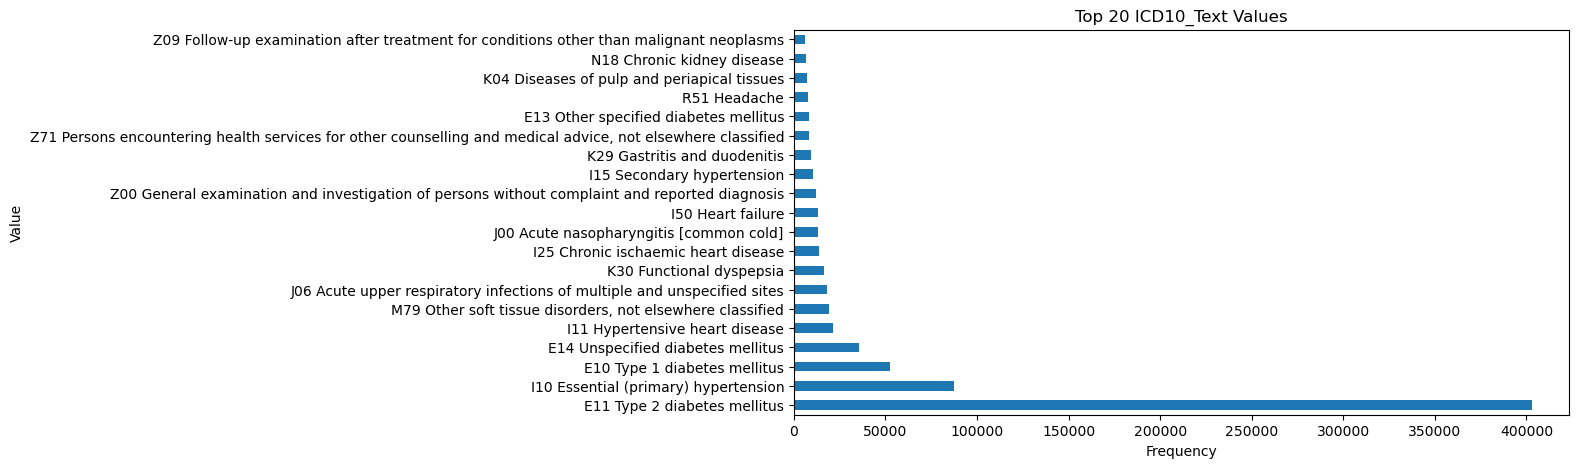 Top 20 ICD10_Text Values
Value
Z09 Follow-up examination after treatment for conditions other than malignant neoplasms
N18 Chronic kidney disease
K04 Diseases of pulp and periapical tissues
R51 Headache
E13 Other specified diabetes mellitus
Z71 Persons encountering health services for other counselling and medical advice, not elsewhere classified
K29 Gastritis and duodenitis
I15 Secondary hypertension
Z00 General examination and investigation of persons without complaint and reported diagnosis
I50 Heart failure
J00 Acute nasopharyngitis [common cold]
I25 Chronic ischaemic heart disease
K30 Functional dyspepsia
J06 Acute upper respiratory infections of multiple and unspecified sites
M79 Other soft tissue disorders, not elsewhere classified
I11 Hypertensive heart disease
E14 Unspecified diabetes mellitus
E10 Type 1 diabetes mellitus
I10 Essential (primary) hypertension
E11 Type 2 diabetes mellitus
0 50000 100000 150000 200000 250000 300000 350000 400000
Frequency